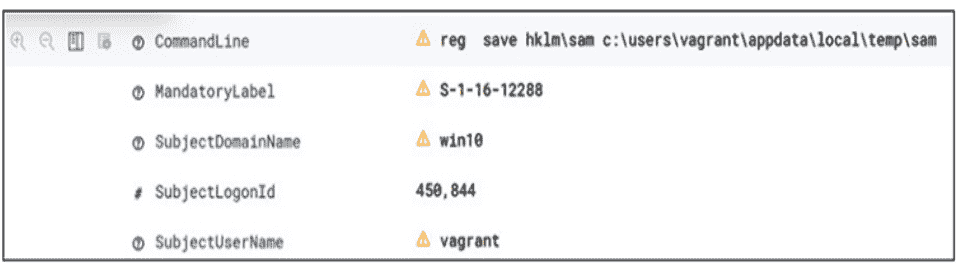 CommandLine reg save hklm\sam c:\users\vagrant\appdata\local\temp\sam
MandatoryLabel S-1-16-12288
SubjectDomainName win10
# SubjectLogonId 450,844
SubjectUserName vagrant